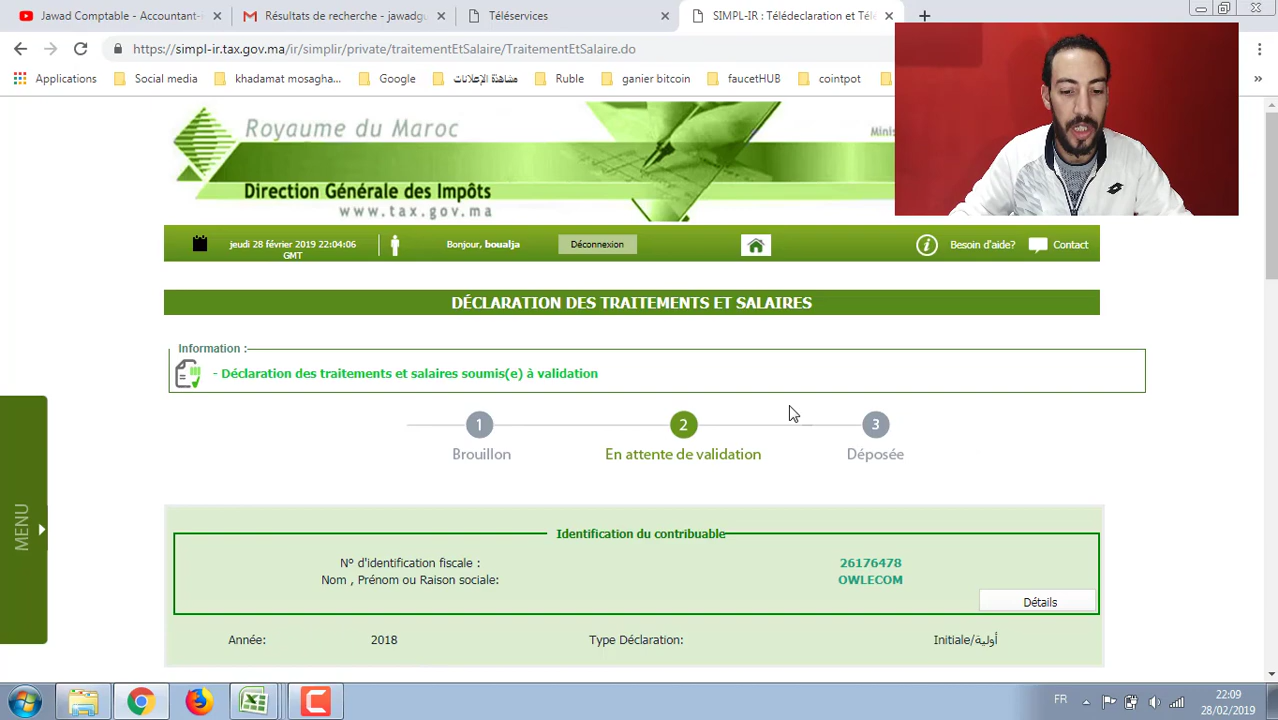 Jawad Comptable - Accountant-
Résultats de recherche - jawadgu
Téléservices
SIMPL-IR : Télédeclaration et Télé
https://simpl-ir.tax.gov.ma/ir/simplir/private/traitementEtSalaire/TraitementEtSalaire.do
Applications
Social media
khadamat mosagha...
Google
مشاهدة الإعلانات
Ruble
ganier bitcoin
faucetHUB
cointpot
Royaume du Maroc
Direction Générale des Impôts
www.tax.gov.ma
Minis
jeudi 28 février 2019 22:04:06
GMT
Bonjour, boualja
Déconnexion
Besoin d'aide?
Contact
DÉCLARATION DES TRAITEMENTS ET SALAIRES
Information :
- Déclaration des traitements et salaires soumis(e) à validation
1
2
3
Brouillon
En attente de validation
Déposée
MENU
Identification du contribuable
N° d'identification fiscale :
26176478
Nom , Prénom ou Raison sociale:
OWLECOM
Détails
Année:
2018
Type Déclaration:
Initiale/أولية
FR
22:09
28/02/2019